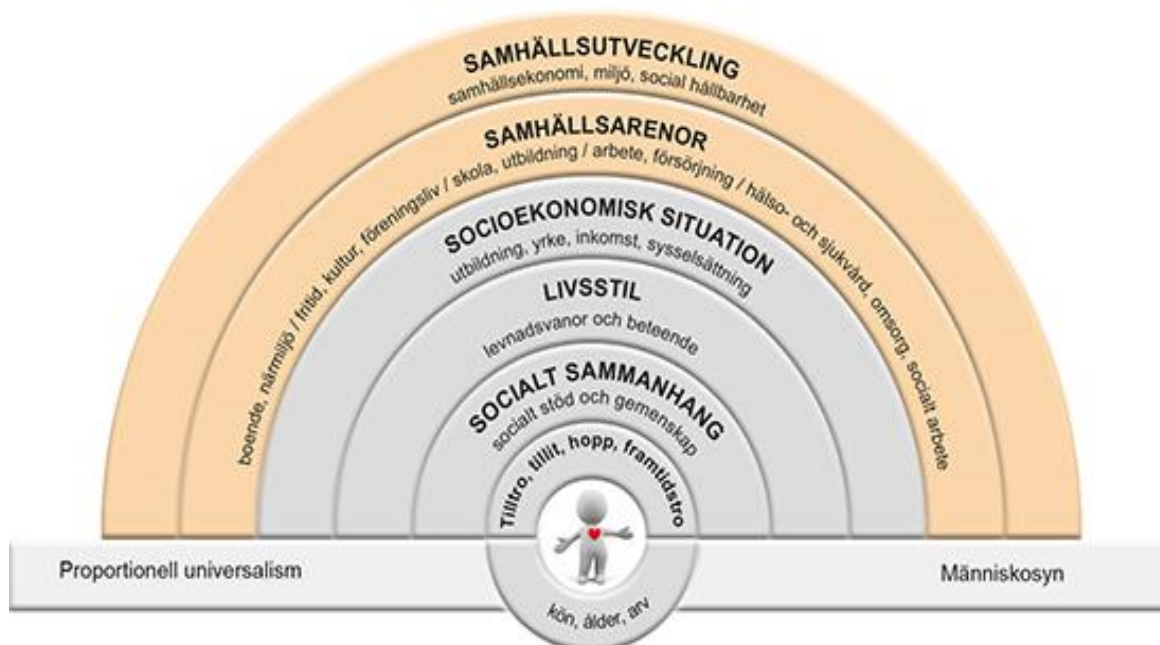 SAMHÄLLSUTVECKLING
samhällsekonomi, miljö, social hållbarhet
SAMHÄLLSARENOR
boende, närmiljö / fritid, kultur, föreningsliv / skola, utbildning / arbete, försörjning / hälso- och sjukvård, omsorg, socialt arbete
SOCIOEKONOMISK SITUATION
utbildning, yrke, inkomst, sysselsättning
LIVSSTIL
levnadsvanor och beteende
SOCIALT SAMMANHANG
socialt stöd och gemenskap
Tilltro, tillit, hopp, framtidstro
Proportionell universalism
Människosyn
kön, ålder, arv